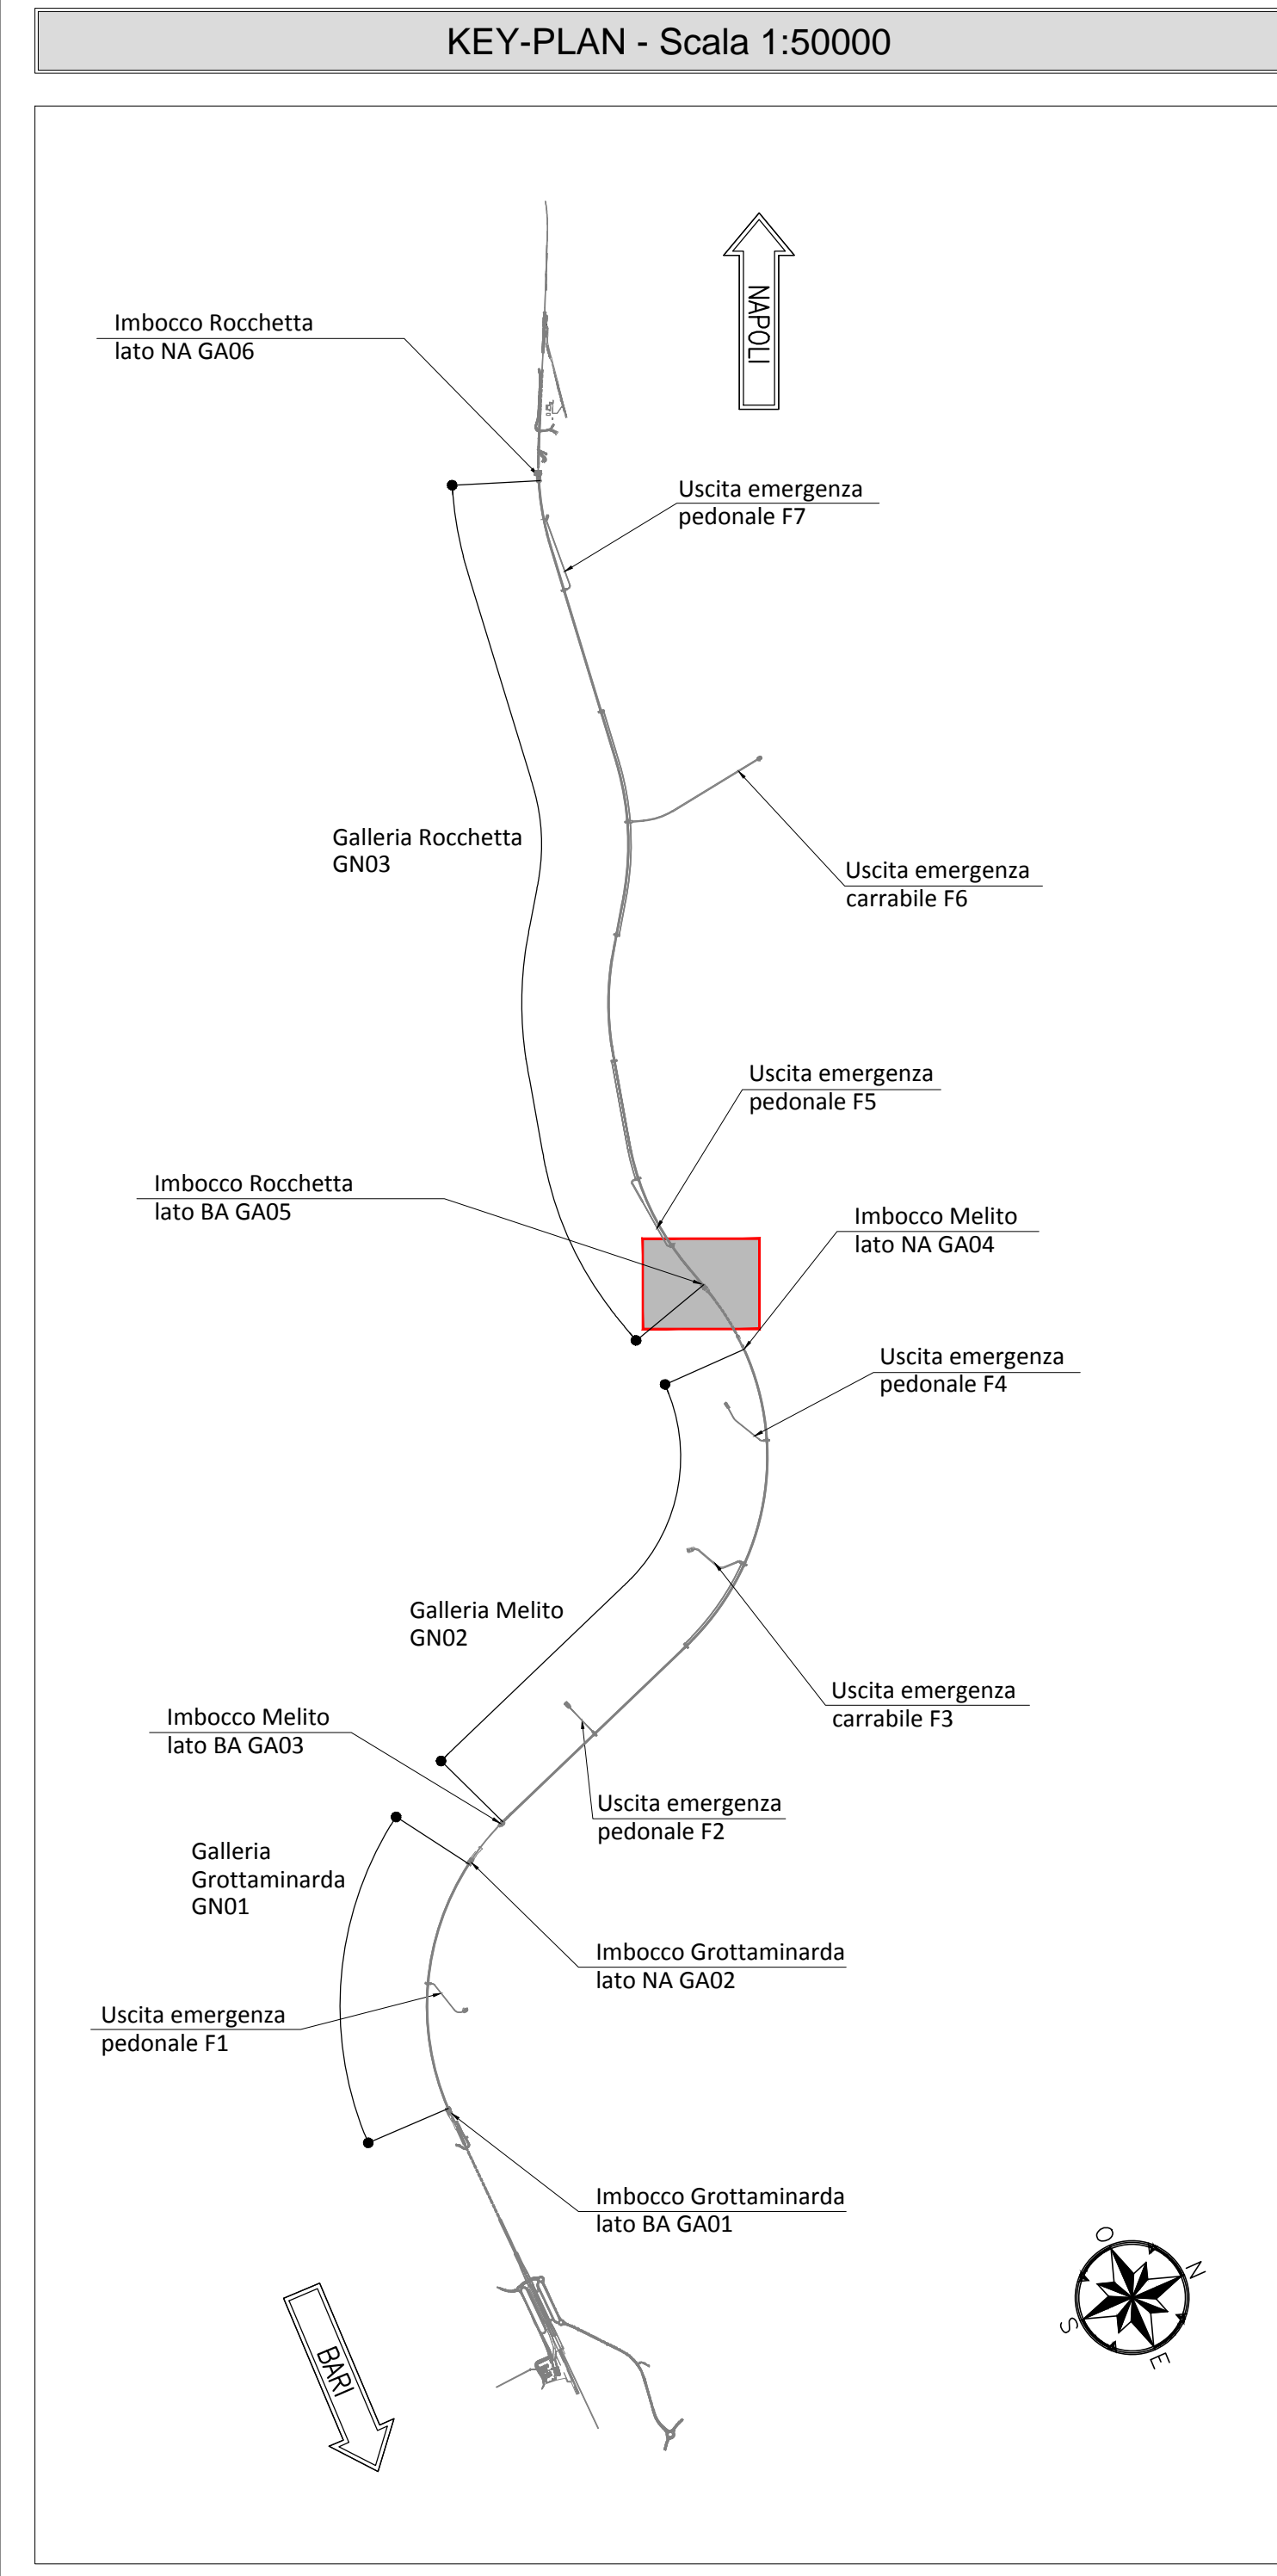 KEY-PLAN - Scala 1:50000
NAPOLI
Imbocco Rocchetta
lato NA GA06
Uscita emergenza
pedonale F7
Galleria Rocchetta
GN03
Uscita emergenza
carrabile F6
Uscita emergenza
pedonale F5
Imbocco Rocchetta
lato BA GA05
Imbocco Melito
lato NA GA04
Uscita emergenza
pedonale F4
Galleria Melito
GN02
Uscita emergenza
carrabile F3
Imbocco Melito
lato BA GA03
Uscita emergenza
pedonale F2
Galleria
Grottaminarda
GN01
Imbocco Grottaminarda
lato NA GA02
Uscita emergenza
pedonale F1
Imbocco Grottaminarda
lato BA GA01
BARI
O
N
S
E